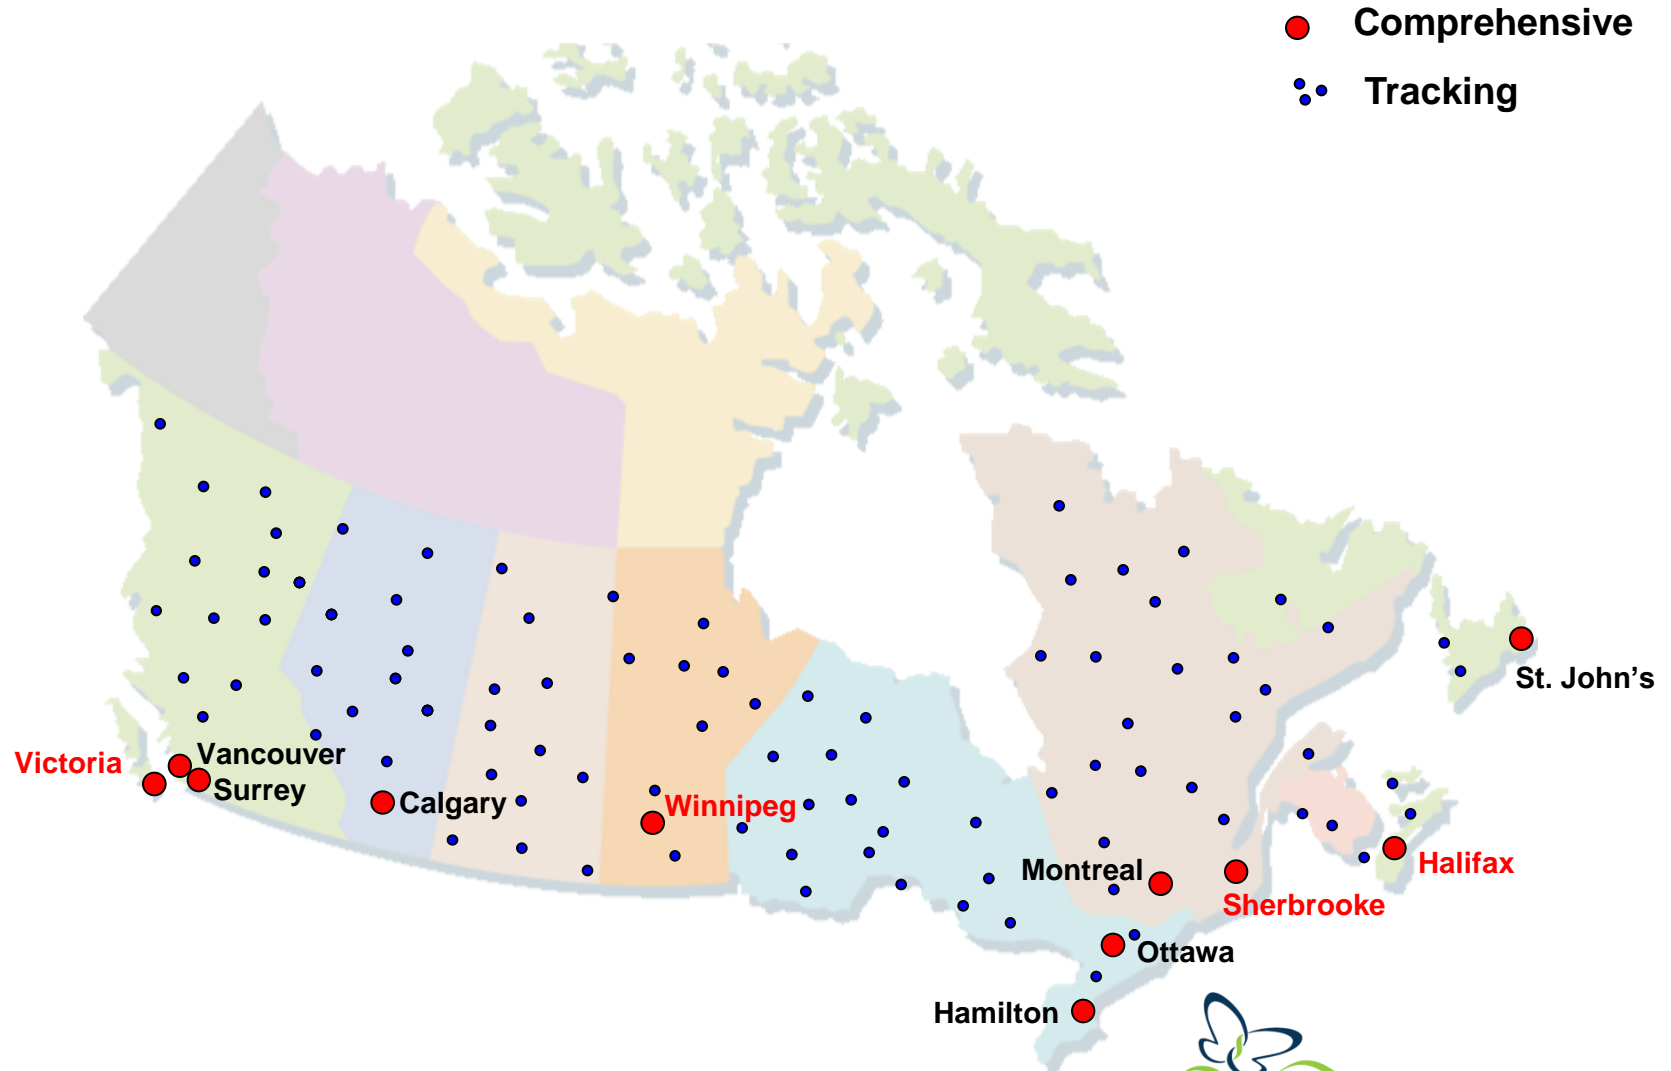 Comprehensive
Tracking
Victoria
Vancouver
Surrey
Calgary
Winnipeg
St. John’s
Montreal
Halifax
Sherbrooke
Ottawa
Hamilton